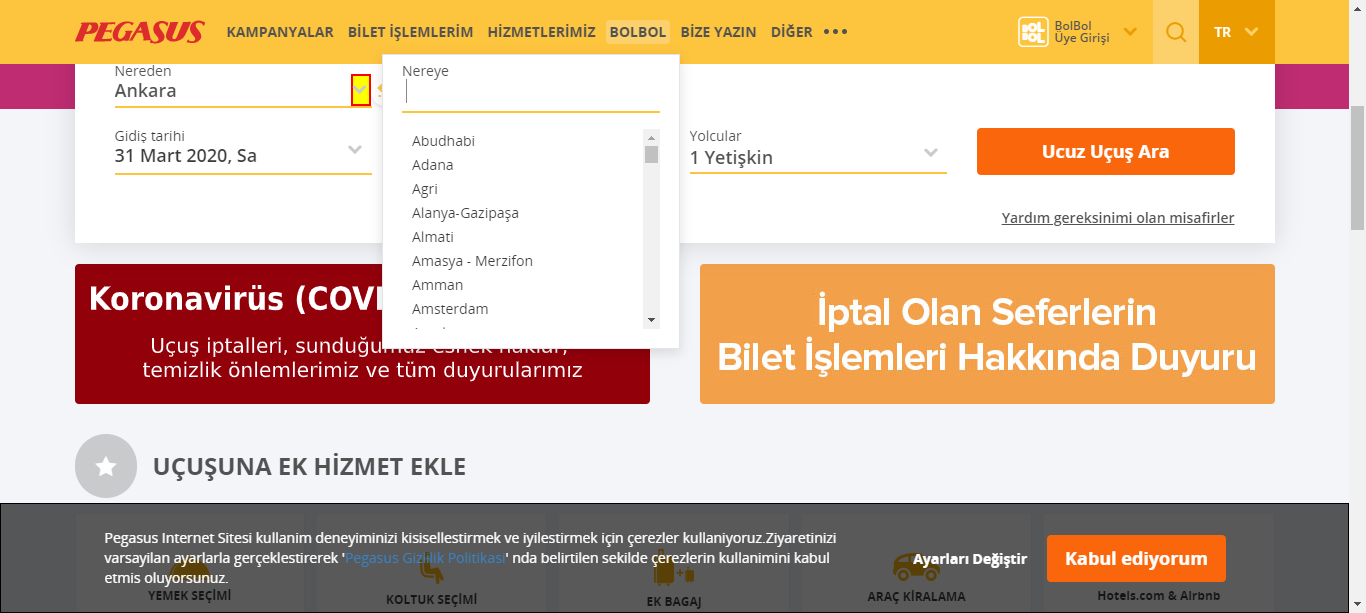 PEGASUS KAMPANYALAR BİLET İŞLEMLERİM HİZMETLERİMİZ BOLBOL BİZE YAZIN DİĞER
BOL BOL
BolBol
Üye Girişi
TR
Nereden
Ankara
Nereye
Abudhabi
Adana
Agri
Alanya-Gazipaşa
Almati
Amasya - Merzifon
Amman
Amsterdam
Gidiş tarihi
31 Mart 2020, Sa
Yolcular
1 Yetişkin
Ucuz Uçuş Ara
Yardım gereksinimi olan misafirler
Koronavirüs (COVI
Uçuş iptalleri, sunduğumuz esnek haklar,
temizlik önlemlerimiz ve tüm duyurularımız
İptal Olan Seferlerin
Bilet İşlemleri Hakkında Duyuru
UÇUŞUNA EK HİZMET EKLE
Pegasus Internet Sitesi kullanim deneyiminizi kisisellestirmek ve iyilestirmek için çerezler kullaniyoruz.Ziyaretinizi
varsayilan ayarlarla gerçeklestirerek 'Pegasus Gizlilik Politikasi' nda belirtilen sekilde çerezlerin kullanimini kabul
etmis oluyorsunuz.
Ayarları Değiştir
Kabul ediyorum
YEMEK SEÇİMİ
KOLTUK SEÇİMİ
EK BAGAJ
ARAÇ KİRALAMA
Hotels.com & Airbnb